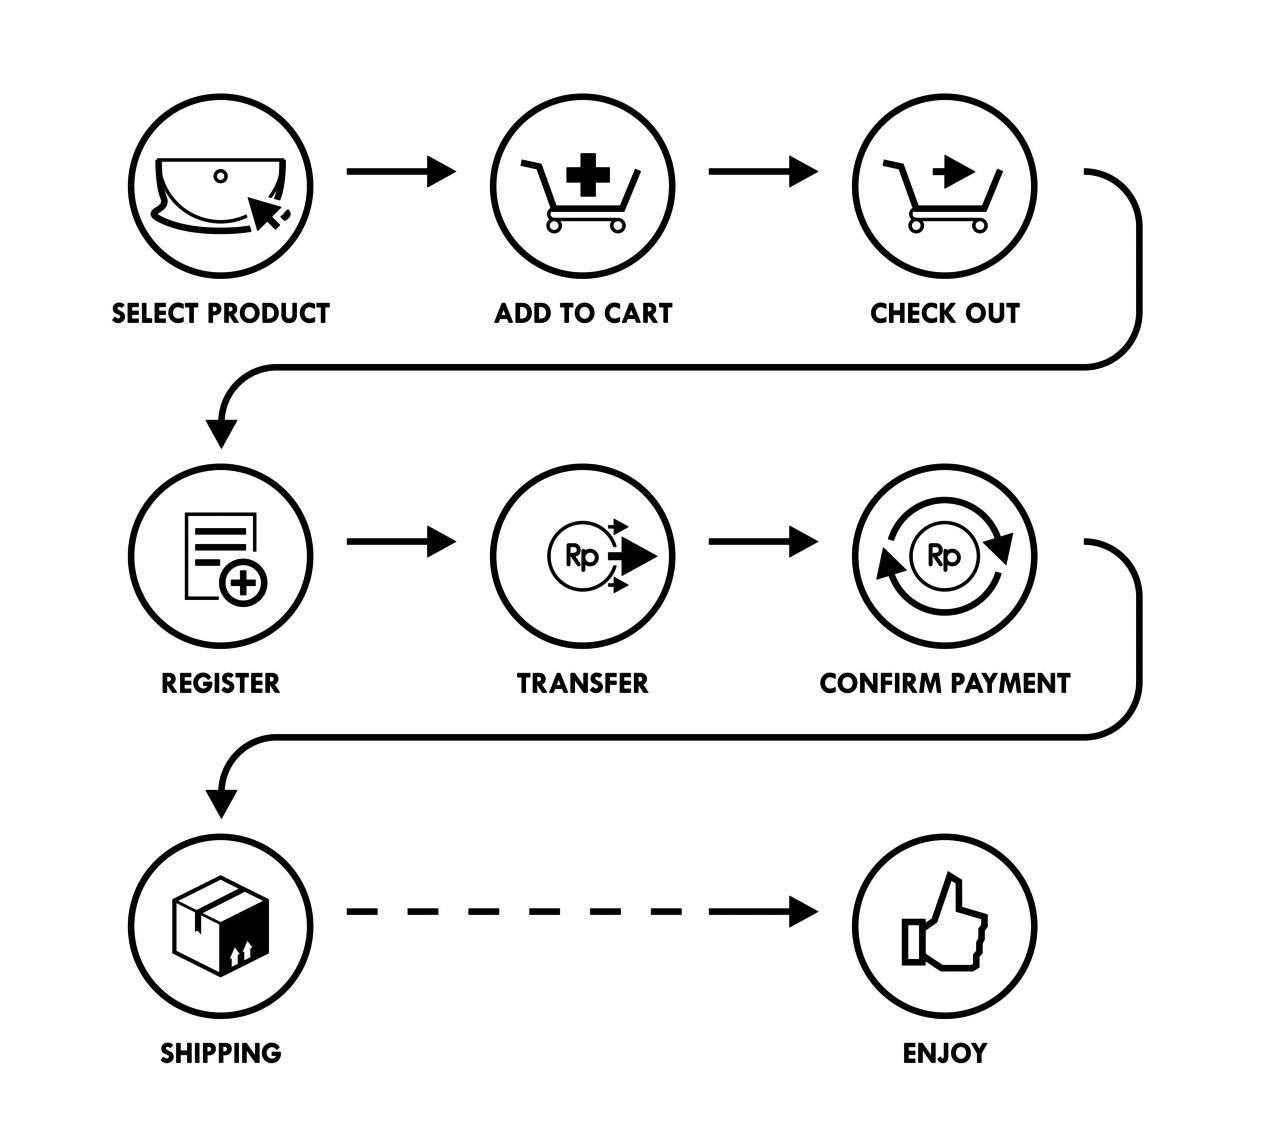 SELECT PRODUCT
ADD TO CART
CHECK OUT
REGISTER
Rp
TRANSFER
Rp
CONFIRM PAYMENT
SHIPPING
ENJOY